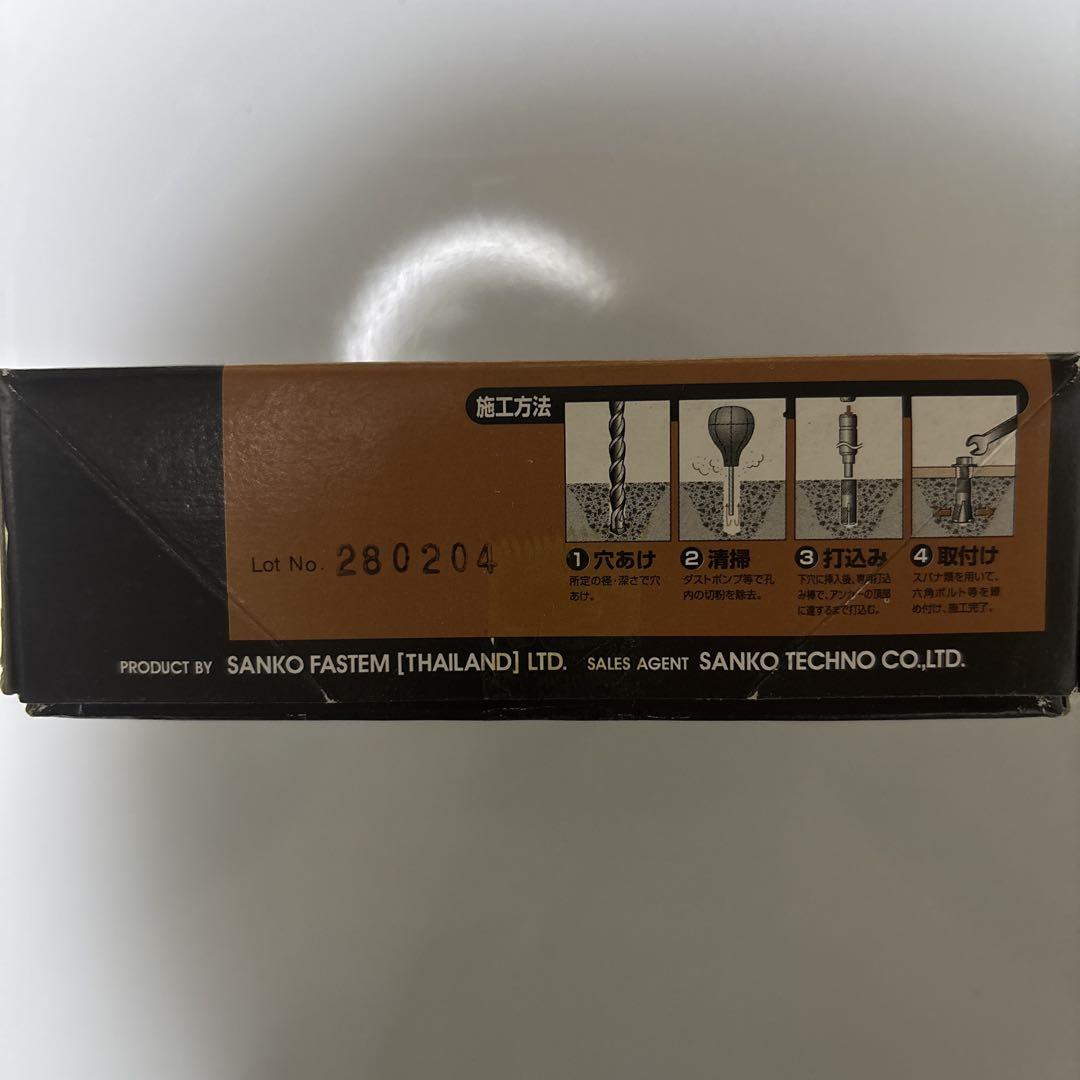 施工方法
❶ 穴あけ
所定の径・深さで穴
あけ。
❷ 清掃
ダストポンプ等で孔
内の切粉を除去。
❸ 打込み
下穴に挿入後、専用打込
み棒で、アンカーの頂部
に達するまで打込む。
❹ 取付け
スパナ類を用いて、
六角ボルト等を締
め付け、施工完了。
Lot No. 280204
PRODUCT BY SANKO FASTEM [THAILAND] LTD. SALES AGENT SANKO TECHNO CO.,LTD.